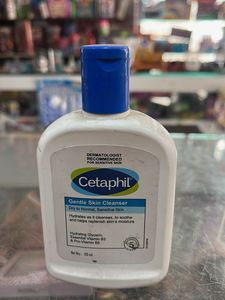 DERMATOLOGIST
RECOMMENDED
FOR SENSITIVE SKIN
Cetaphil
Gentle Skin Cleanser
Dry to Normal, Sensitive Skin
Hydrates as it cleanses, to soothe
and helps replenish skin's moisture
Hydrating Glycerin,
Essential Vitamin B3
& Pro-Vitamin B5